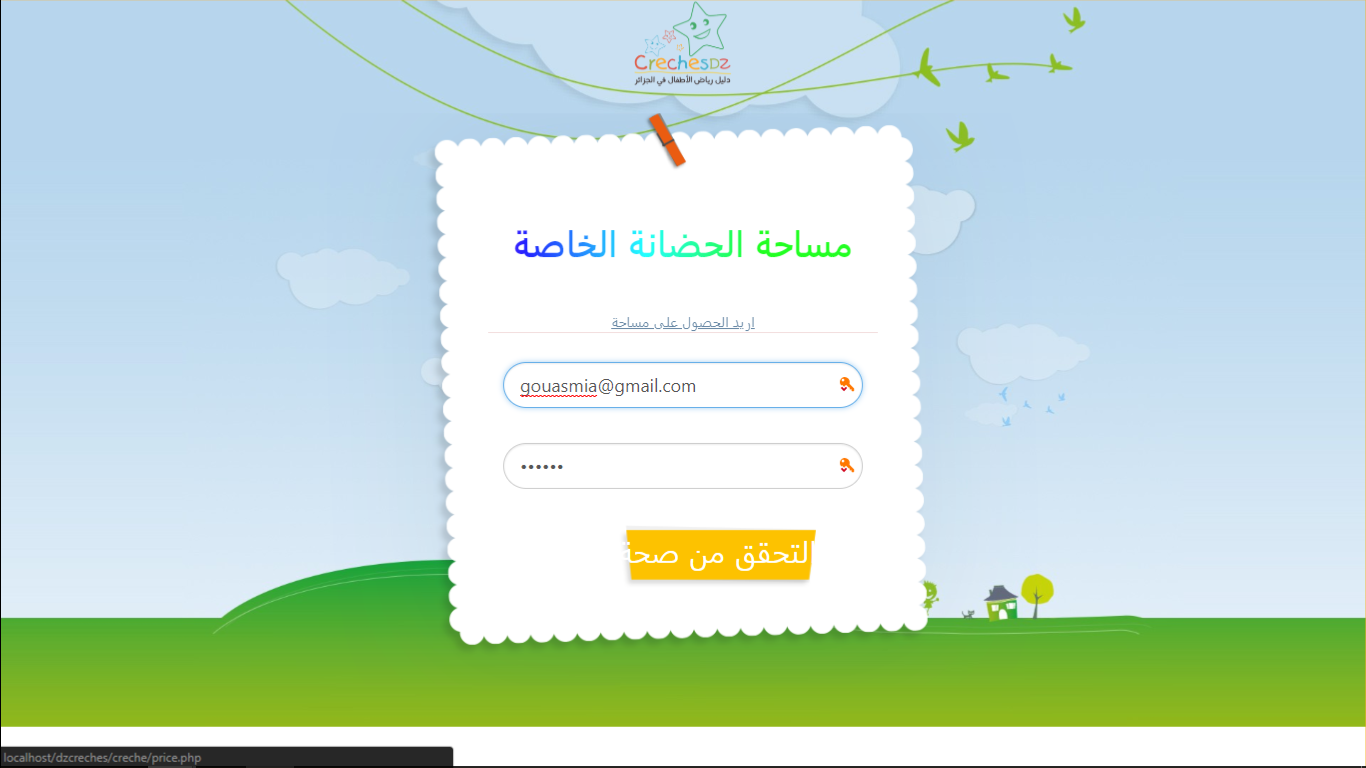 CrechesDZ
دليل رياض الأطفال في الجزائر
مساحة الحضانة الخاصة
اريد الحصول على مساحة
gouasmia@gmail.com
••••••
التحقق من صحة
localhost/dzcreches/creche/price.php